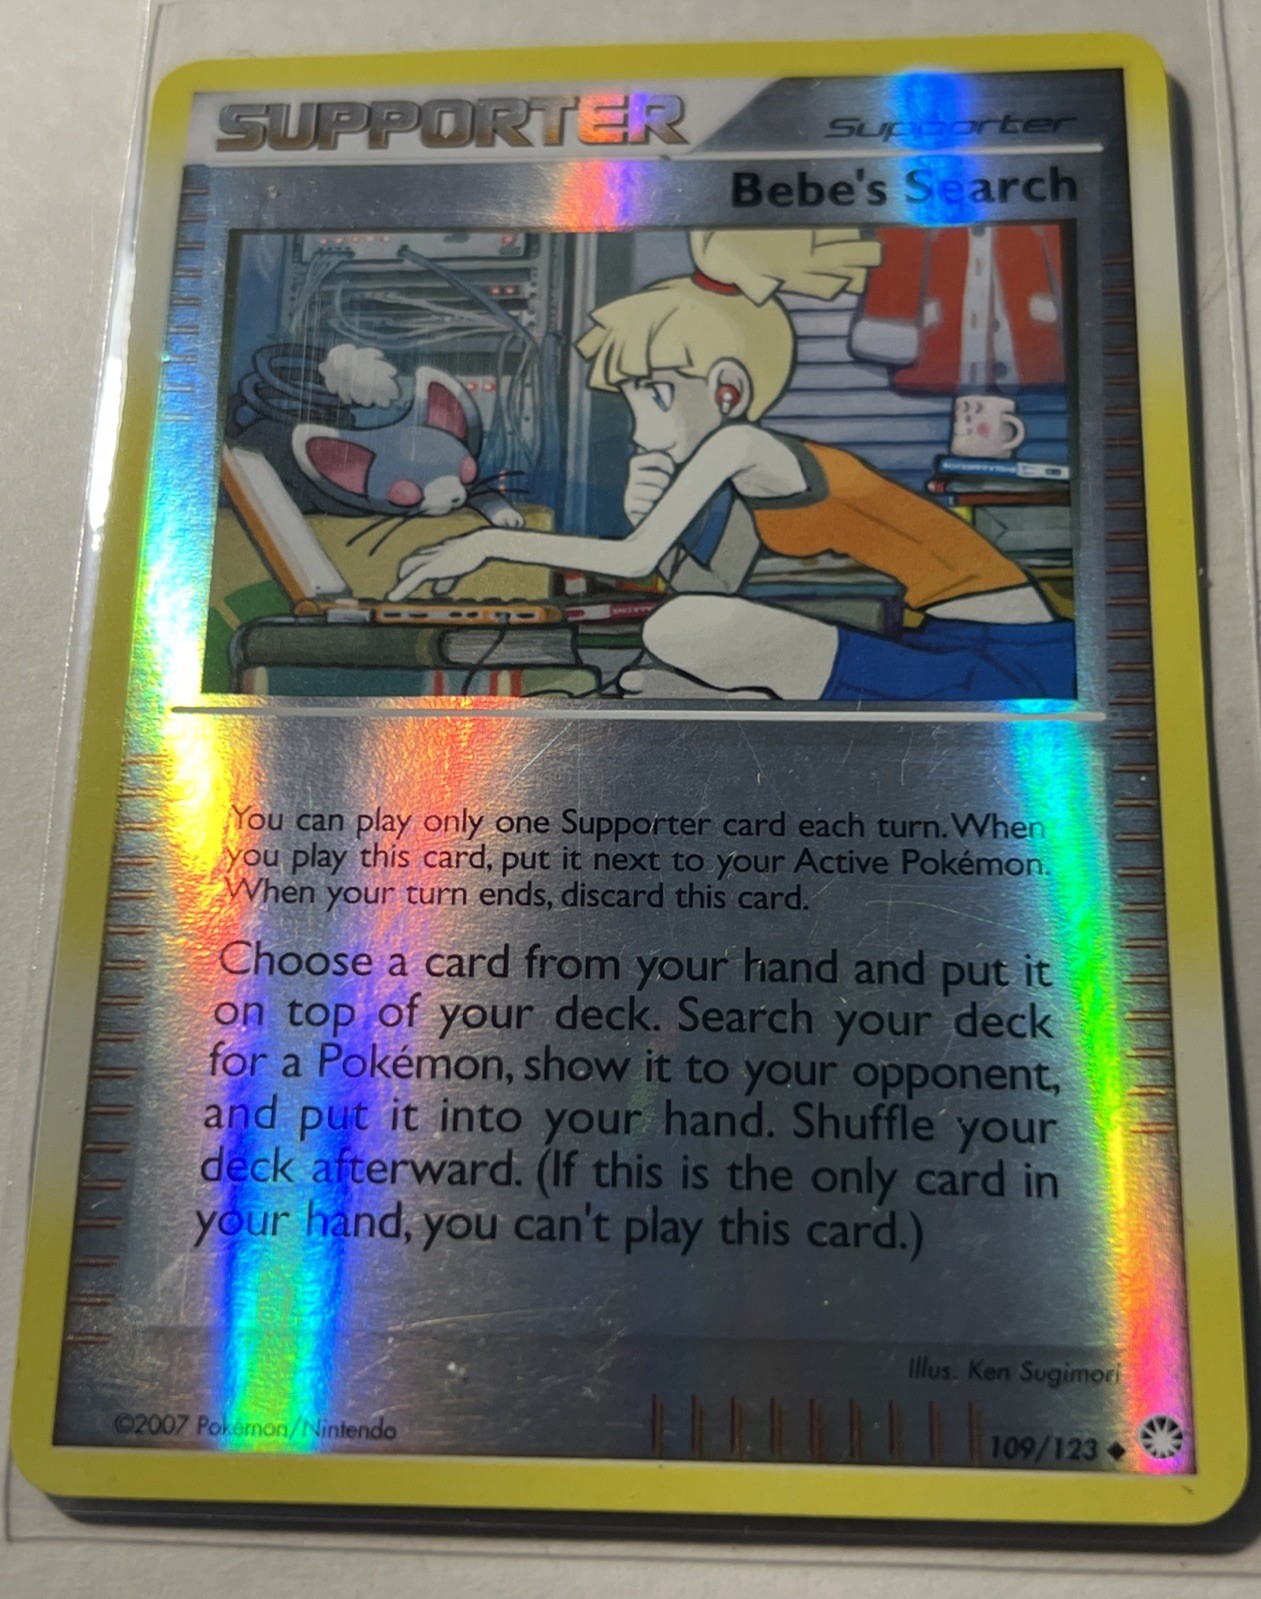 SUPPORTER
Supporter
Bebe's Search
You can play only one Supporter card each turn. When
you play this card, put it next to your Active Pokémon.
When your turn ends, discard this card.
Choose a card from your hand and put it
on top of your deck. Search your deck
for a Pokémon, show it to your opponent,
and put it into your hand. Shuffle your
deck afterward. (If this is the only card in
your hand, you can't play this card.)
Illus. Ken Sugimori
©2007 Pokémon/Nintendo
109/123